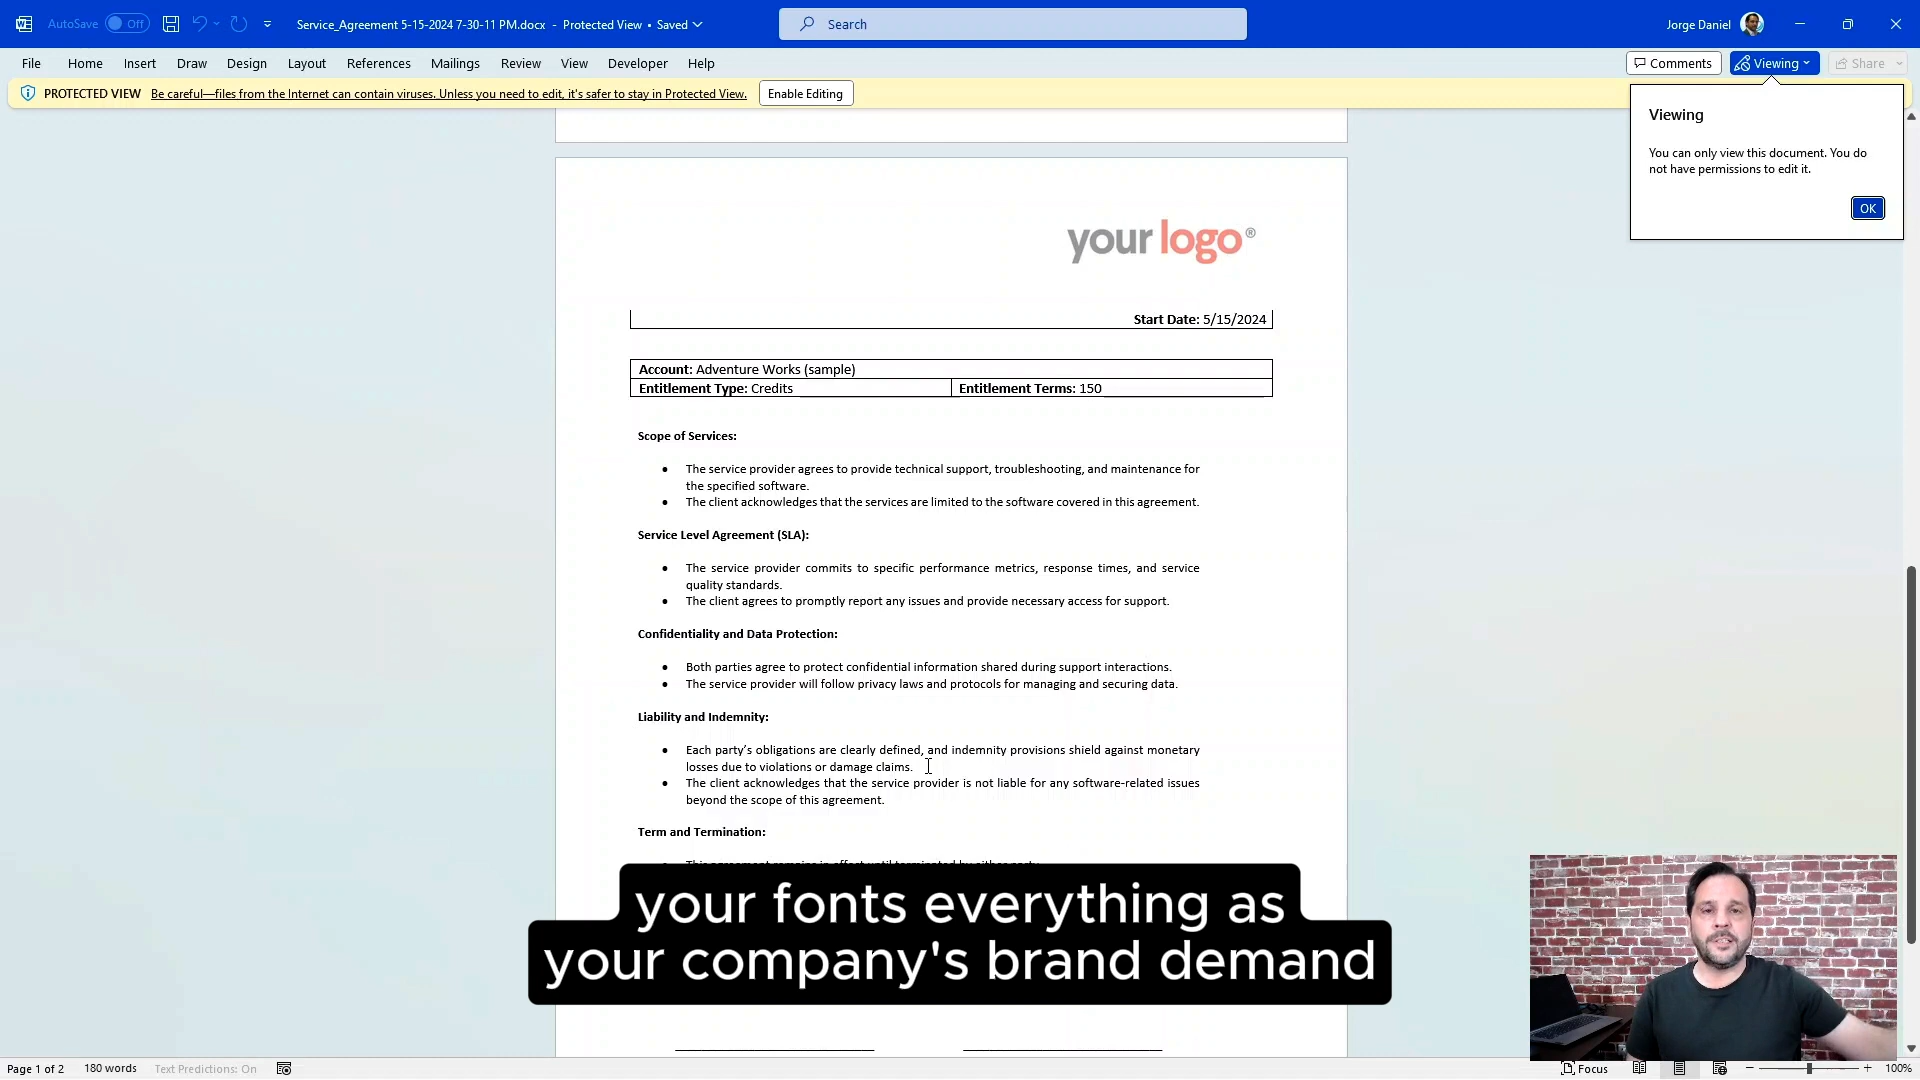 AutoSave Off Service_Agreement 5-15-2024 7-30-11 PM.docx - Protected View • Saved Search Jorge Daniel
File Home Insert Draw Design Layout References Mailings Review View Developer Help Comments Viewing Share
PROTECTED VIEW Be careful—files from the Internet can contain viruses. Unless you need to edit, it's safer to stay in Protected View. Enable Editing
Viewing
You can only view this document. You do
not have permissions to edit it.
OK
your logo®
Start Date: 5/15/2024
Account: Adventure Works (sample)
Entitlement Type: Credits Entitlement Terms: 150
Scope of Services:
• The service provider agrees to provide technical support, troubleshooting, and maintenance for
the specified software.
• The client acknowledges that the services are limited to the software covered in this agreement.
Service Level Agreement (SLA):
• The service provider commits to specific performance metrics, response times, and service
quality standards.
• The client agrees to promptly report any issues and provide necessary access for support.
Confidentiality and Data Protection:
• Both parties agree to protect confidential information shared during support interactions.
• The service provider will follow privacy laws and protocols for managing and securing data.
Liability and Indemnity:
• Each party's obligations are clearly defined, and indemnity provisions shield against monetary
losses due to violations or damage claims.
• The client acknowledges that the service provider is not liable for any software-related issues
beyond the scope of this agreement.
Term and Termination:
This agreement remains in effect until terminated by either party.
your fonts everything as
your company's brand demand
Page 1 of 2 180 words Text Predictions: On Focus 100%